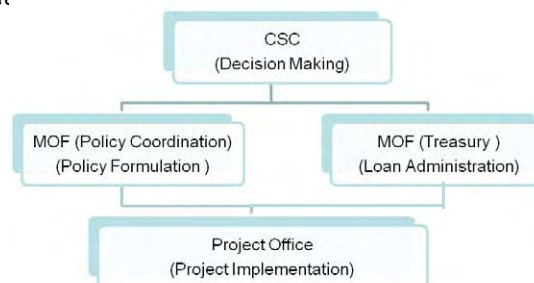 CSC
(Decision Making)
MOF (Policy Coordination)
(Policy Formulation )
MOF (Treasury )
(Loan Administration)
Project Office
(Project Implementation)